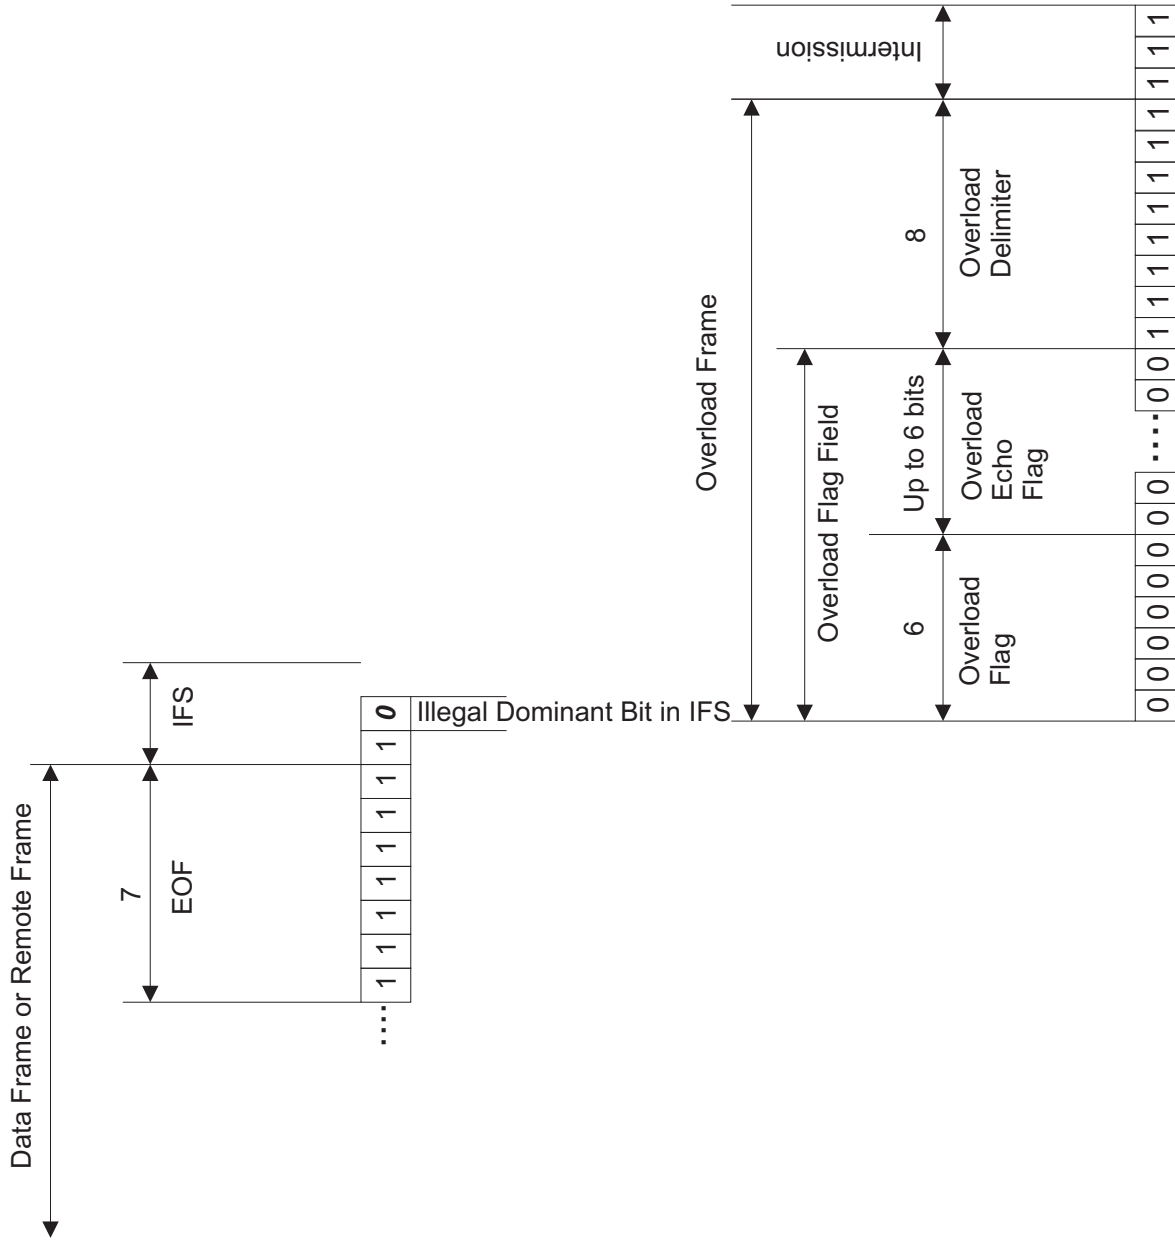 Data Frame or Remote Frame
7
EOF
IFS
.... 1 1 1 1 1 1 1 1 0
Illegal Dominant Bit in IFS
Overload Frame
Overload Flag Field
6
Overload
Flag
Up to 6 bits
Overload
Echo
Flag
8
Overload
Delimiter
Intermission
0 0 0 0 0 0 0 0 .... 0 0 1 1 1 1 1 1 1 1 1 1 1